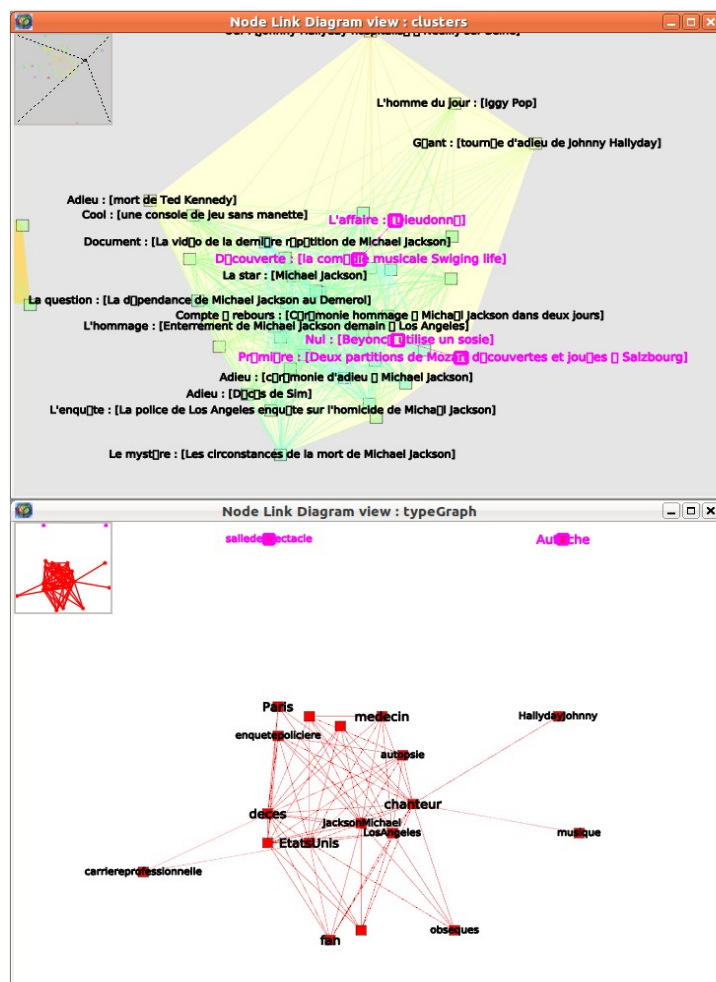 Node Link Diagram view : clusters
L'homme du jour : [Iggy Pop]
G▯ant : [tourn▯e d'adieu de Johnny Hallyday]
Adieu : [mort de Ted Kennedy]
Cool : [une console de jeu sans manette]
L'affaire : [Dieudonn▯]
Document : [La vid▯o de la derni▯re r▯p▯tition de Michael Jackson]
D▯couverte : [la com▯die musicale Swiging life]
La star : [Michael Jackson]
La question : [La d▯pendance de Michael Jackson au Demerol]
Compte ▯ rebours : [C▯r▯monie hommage ▯ Micha▯l Jackson dans deux jours]
L'hommage : [Enterrement de Michael Jackson demain ▯ Los Angeles]
Nul : [Beyonc▯ utilise un sosie]
Pr▯mi▯re : [Deux partitions de Mozart d▯couvertes et jou▯es ▯ Salzbourg]
Adieu : [c▯r▯monie d'adieu ▯ Michael Jackson]
Adieu : [D▯c▯s de Sim]
L'enqu▯te : [La police de Los Angeles enqu▯te sur l'homicide de Micha▯l Jackson]
Le myst▯re : [Les circonstances de la mort de Michael Jackson]
Node Link Diagram view : typeGraph
salledespectacle
Autriche
Paris
medecin
HallydayJohnny
enquetepoliciere
autopsie
chanteur
deces
JacksonMichael
LosAngeles
musique
EtatsUnis
carriereprofessionnelle
obseques
fan